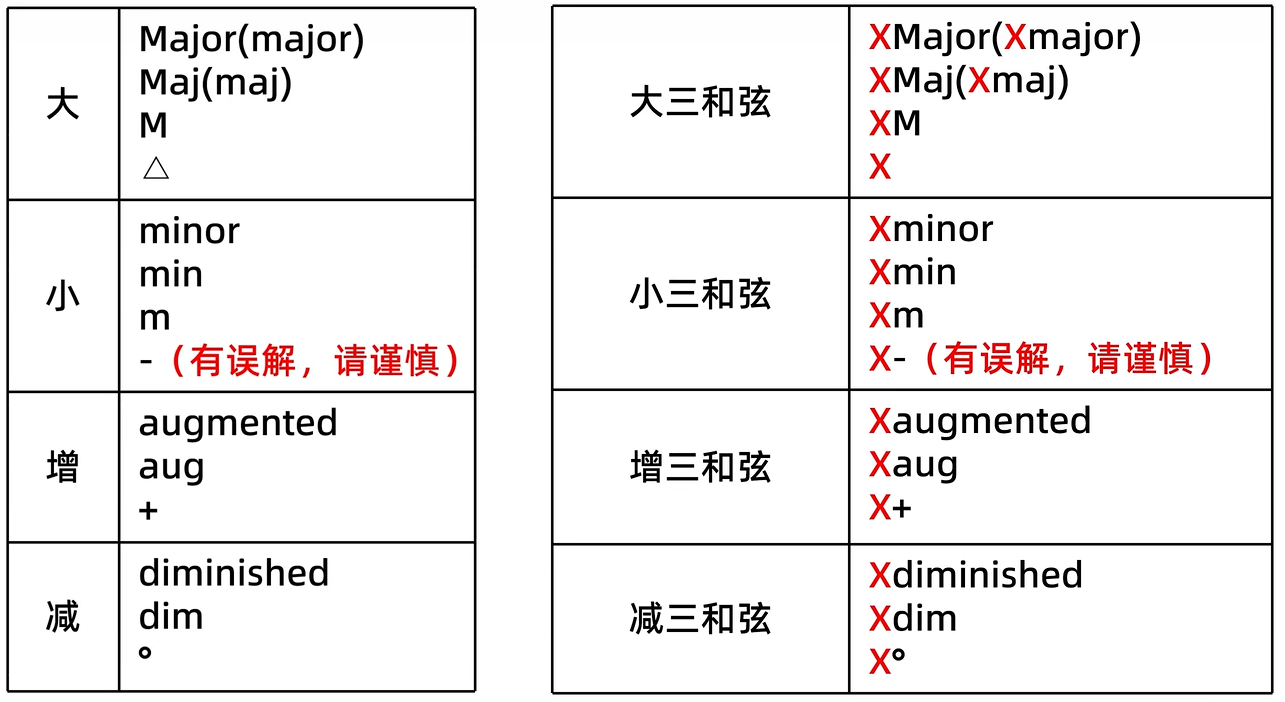 大
Major(major)
Maj(maj)
M
△
小
minor
min
m
-（有误解，请谨慎）
增
augmented
aug
+
减
diminished
dim
°
大三和弦
XMajor(Xmajor)
XMaj(Xmaj)
XM
X
小三和弦
Xminor
Xmin
Xm
X-（有误解，请谨慎）
增三和弦
Xaugmented
Xaug
X+
减三和弦
Xdiminished
Xdim
X°